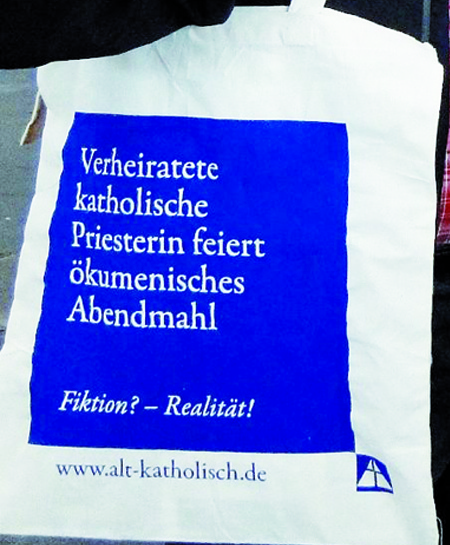 Verheiratete
katholische
Priesterin feiert
ökumenisches
Abendmahl
Fiktion? – Realität!
www.alt-katholisch.de